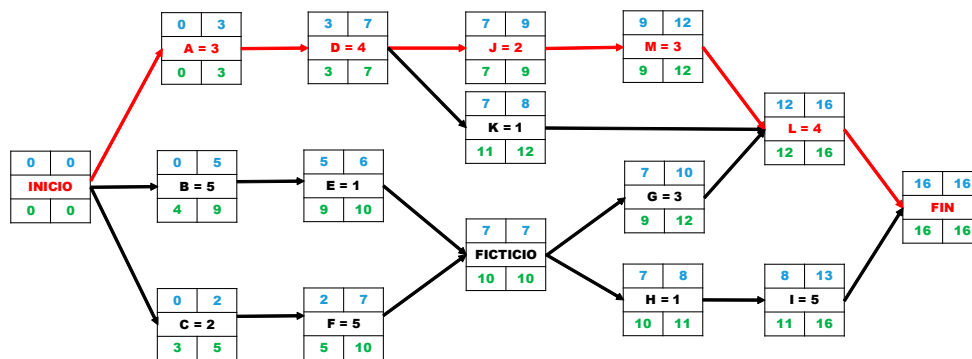 0 3
A = 3
0 3
3 7
D = 4
3 7
7 9
J = 2
7 9
9 12
M = 3
9 12
7 8
K = 1
11 12
12 16
L = 4
12 16
0 0
INICIO
0 0
0 5
B = 5
4 9
5 6
E = 1
9 10
7 10
G = 3
9 12
16 16
FIN
16 16
7 7
FICTICIO
10 10
0 2
C = 2
3 5
2 7
F = 5
5 10
7 8
H = 1
10 11
8 13
I = 5
11 16